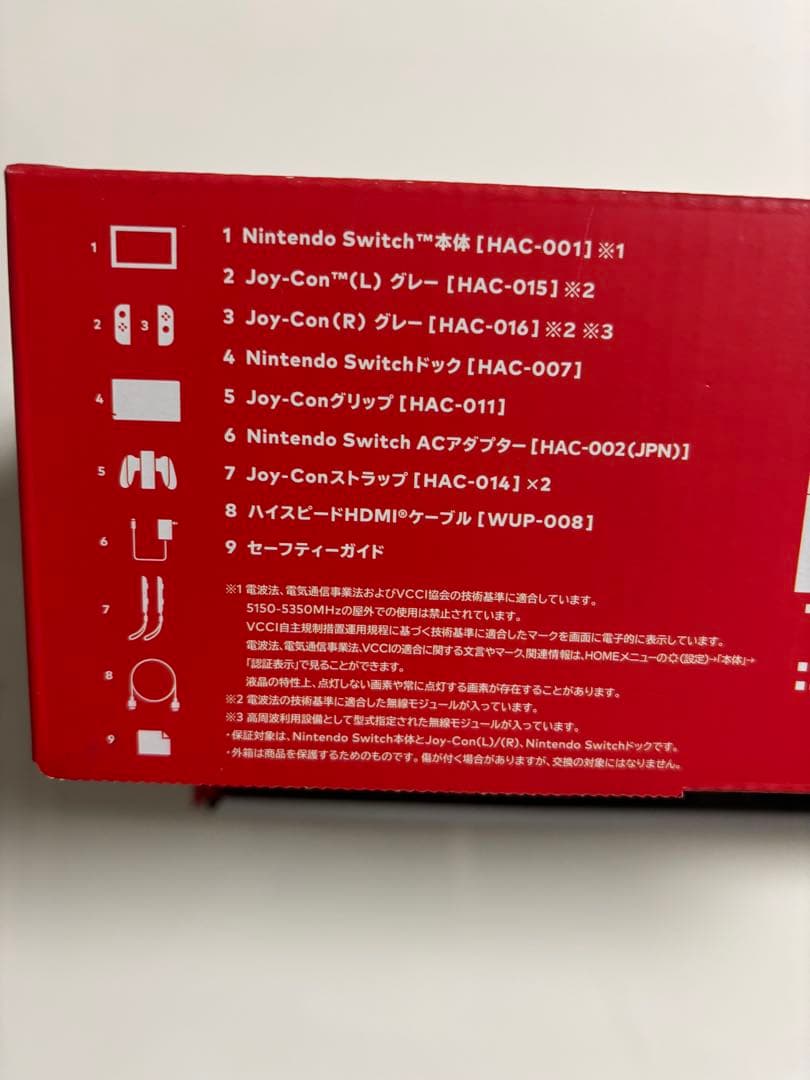 1 Nintendo Switch™本体 [HAC-001] ※1
2 Joy-Con™(L) グレー [HAC-015] ※2
3 Joy-Con(R) グレー [HAC-016] ※2 ※3
4 Nintendo Switchドック [HAC-007]
5 Joy-Conグリップ [HAC-011]
6 Nintendo Switch ACアダプター [HAC-002(JPN)]
7 Joy-Conストラップ [HAC-014] ×2
8 ハイスピードHDMI®ケーブル [WUP-008]
9 セーフティーガイド
※1 電波法、電気通信事業法およびVCCI協会の技術基準に適合しています。
5150-5350MHzの屋外での使用は禁止されています。
VCCI自主規制措置運用規程に基づく技術基準に適合したマークを画面に電子的に表示しています。
電波法、電気通信事業法、VCCIの適合に関する文言やマーク、関連情報は、HOMEメニューの(設定)→「本体」→
「認証表示」で見ることができます。
液晶の特性上、点灯しない画素や常に点灯する画素が存在することがあります。
※2 電波法の技術基準に適合した無線モジュールが入っています。
※3 高周波利用設備として型式指定された無線モジュールが入っています。
・保証対象は、Nintendo Switch本体とJoy-Con(L)/(R)、Nintendo Switchドックです。
・外箱は商品を保護するためのものです。傷が付く場合がありますが、交換の対象にはなりません。
1
2
3
4
5
6
7
8
9